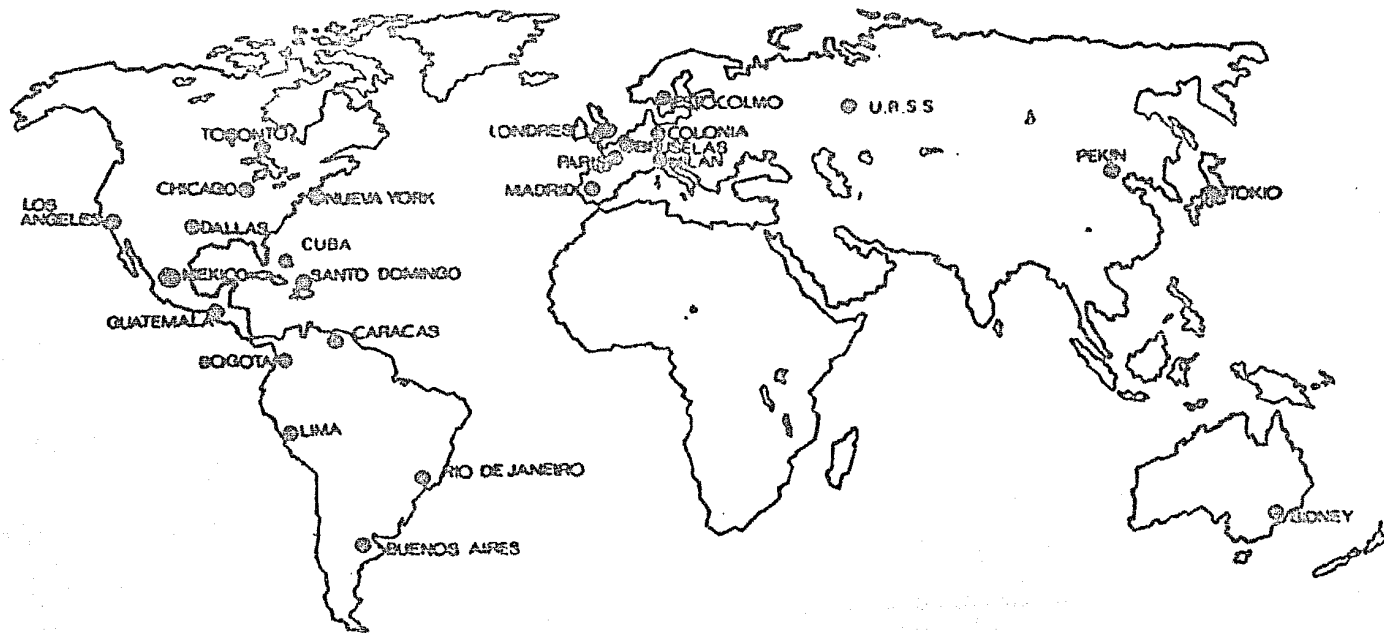 ESTOCOLMO
U.R.S.S
TORONTO
LONDRES
COLONIA
BRUSELAS
PARIS
MILAN
PEKIN
CHICAGO
MADRID
NUEVA YORK
TOKIO
LOS
ANGELES
DALLAS
CUBA
MEXICO
SANTO DOMINGO
GUATEMALA
CARACAS
BOGOTA
LIMA
RIO DE JANEIRO
SIDNEY
BUENOS AIRES